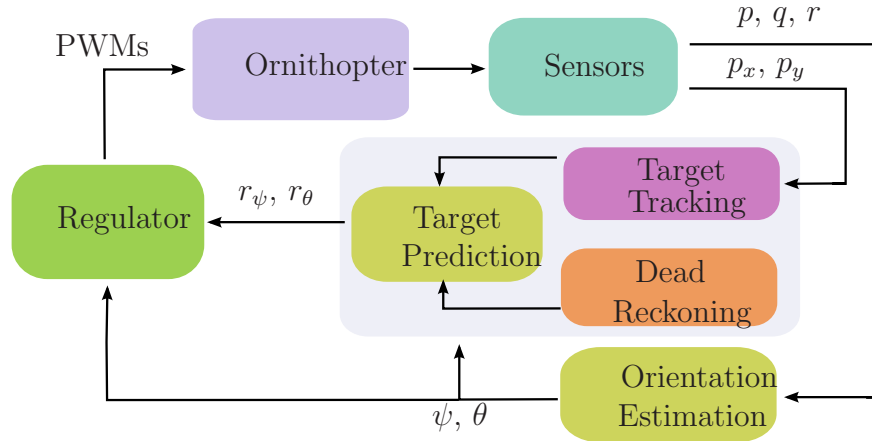 PWMs
Ornithopter
Sensors
p, q, r
p_x, p_y
Regulator
r_ψ, r_θ
Target
Prediction
Target
Tracking
Dead
Reckoning
ψ, θ
Orientation
Estimation